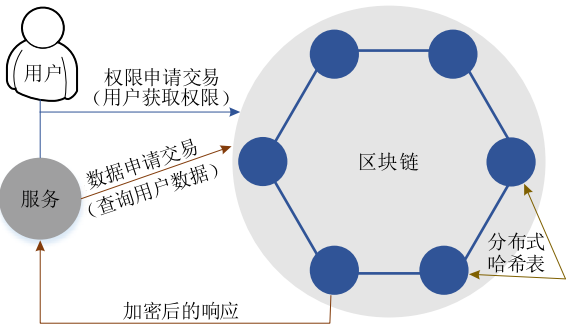 用户
权限申请交易
（用户获取权限）
数据申请交易
（查询用户数据）
区块链
服务
分布式
哈希表
加密后的响应